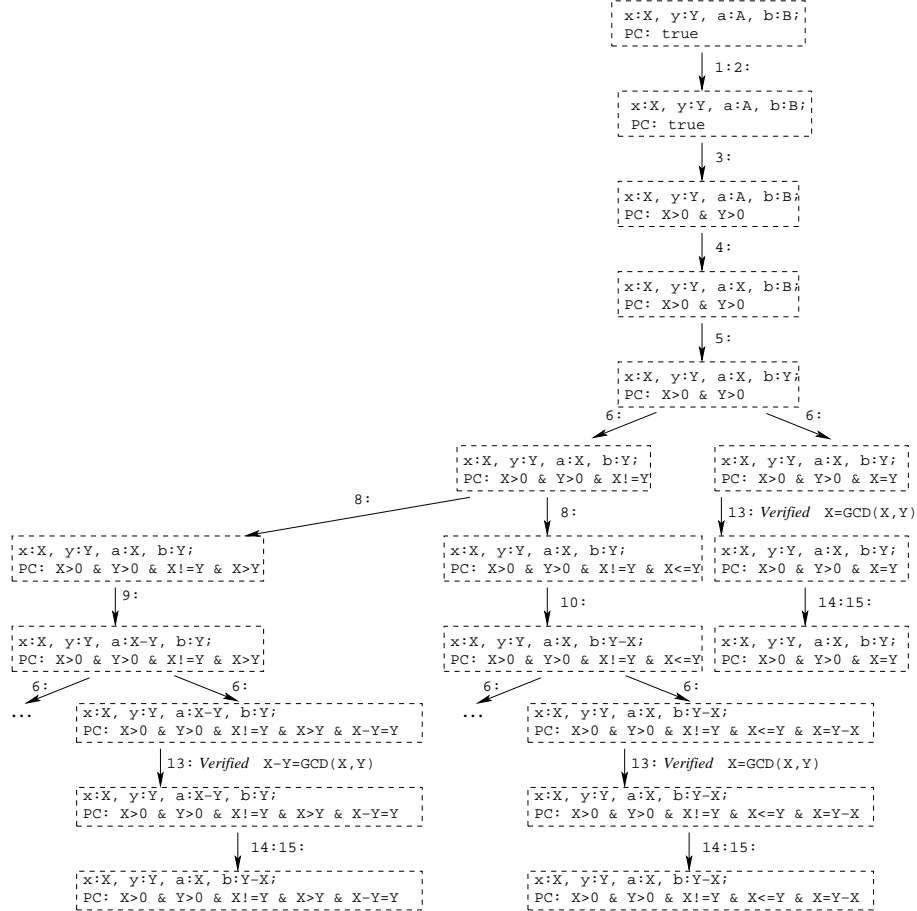 x:X, y:Y, a:A, b:B;
PC: true
1:2:
x:X, y:Y, a:A, b:B;
PC: true
3:
x:X, y:Y, a:A, b:B;
PC: X>0 & Y>0
4:
x:X, y:Y, a:X, b:B;
PC: X>0 & Y>0
5:
x:X, y:Y, a:X, b:Y;
PC: X>0 & Y>0
6: 6:
x:X, y:Y, a:X, b:Y; x:X, y:Y, a:X, b:Y;
PC: X>0 & Y>0 & X!=Y PC: X>0 & Y>0 & X=Y
8: 8: 13: Verified X=GCD(X,Y)
x:X, y:Y, a:X, b:Y; x:X, y:Y, a:X, b:Y; x:X, y:Y, a:X, b:Y;
PC: X>0 & Y>0 & X!=Y & X>Y PC: X>0 & Y>0 & X!=Y & X<=Y PC: X>0 & Y>0 & X=Y
9: 10: 14:15:
x:X, y:Y, a:X-Y, b:Y; x:X, y:Y, a:X, b:Y-X; x:X, y:Y, a:X, b:Y;
PC: X>0 & Y>0 & X!=Y & X>Y PC: X>0 & Y>0 & X!=Y & X<=Y PC: X>0 & Y>0 & X=Y
6: 6: 6: 6:
... x:X, y:Y, a:X-Y, b:Y; ... x:X, y:Y, a:X, b:Y-X;
PC: X>0 & Y>0 & X!=Y & X>Y & X-Y=Y PC: X>0 & Y>0 & X!=Y & X<=Y & X=Y-X
13: Verified X-Y=GCD(X,Y) 13: Verified X=GCD(X,Y)
x:X, y:Y, a:X-Y, b:Y; x:X, y:Y, a:X, b:Y-X;
PC: X>0 & Y>0 & X!=Y & X>Y & X-Y=Y PC: X>0 & Y>0 & X!=Y & X<=Y & X=Y-X
14:15: 14:15:
x:X, y:Y, a:X, b:Y-X; x:X, y:Y, a:X, b:Y-X;
PC: X>0 & Y>0 & X!=Y & X>Y & X-Y=Y PC: X>0 & Y>0 & X!=Y & X<=Y & X=Y-X